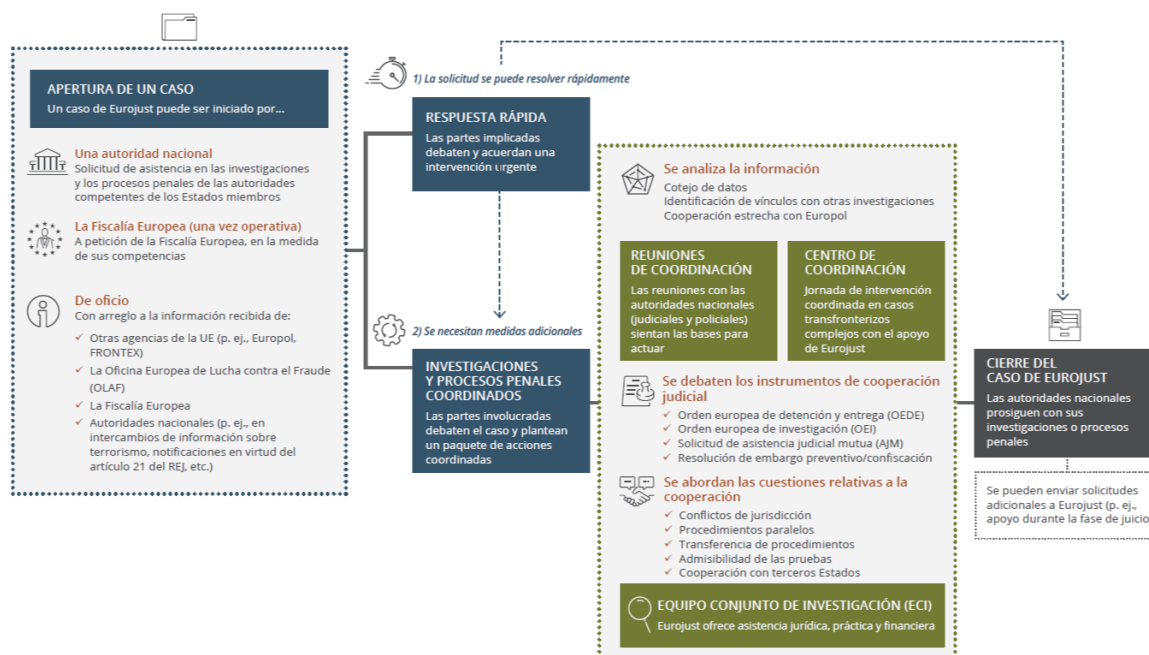 APERTURA DE UN CASO
Un caso de Eurojust puede ser iniciado por...
Una autoridad nacional
Solicitud de asistencia en las investigaciones
y los procesos penales de las autoridades
competentes de los Estados miembros
La Fiscalía Europea (una vez operativa)
A petición de la Fiscalía Europea, en la medida
de sus competencias
De oficio
Con arreglo a la información recibida de:
✓ Otras agencias de la UE (p. ej., Europol,
FRONTEX)
✓ La Oficina Europea de Lucha contra el Fraude
(OLAF)
✓ La Fiscalía Europea
✓ Autoridades nacionales (p. ej., en
intercambios de información sobre
terrorismo, notificaciones en virtud del
artículo 21 del REJ, etc.)
1) La solicitud se puede resolver rápidamente
RESPUESTA RÁPIDA
Las partes implicadas
debaten y acuerdan una
intervención urgente
2) Se necesitan medidas adicionales
INVESTIGACIONES
Y PROCESOS PENALES
COORDINADOS
Las partes involucradas
debaten el caso y plantean
un paquete de acciones
coordinadas
Se analiza la información
Cotejo de datos
Identificación de vínculos con otras investigaciones
Cooperación estrecha con Europol
REUNIONES
DE COORDINACIÓN
Las reuniones con las
autoridades nacionales
(judiciales y policiales)
sientan las bases para
actuar
CENTRO DE
COORDINACIÓN
Jornada de intervención
coordinada en casos
transfronterizos
complejos con el apoyo
de Eurojust
Se debaten los instrumentos de cooperación
judicial
✓ Orden europea de detención y entrega (OEDE)
✓ Orden europea de investigación (OEI)
✓ Solicitud de asistencia judicial mutua (AJM)
✓ Resolución de embargo preventivo/confiscación
Se abordan las cuestiones relativas a la
cooperación
✓ Conflictos de jurisdicción
✓ Procedimientos paralelos
✓ Transferencia de procedimientos
✓ Admisibilidad de las pruebas
✓ Cooperación con terceros Estados
EQUIPO CONJUNTO DE INVESTIGACIÓN (ECI)
Eurojust ofrece asistencia jurídica, práctica y financiera
CIERRE DEL
CASO DE EUROJUST
Las autoridades nacionales
prosiguen con sus
investigaciones o procesos
penales
Se pueden enviar solicitudes
adicionales a Eurojust (p. ej.,
apoyo durante la fase de juicio